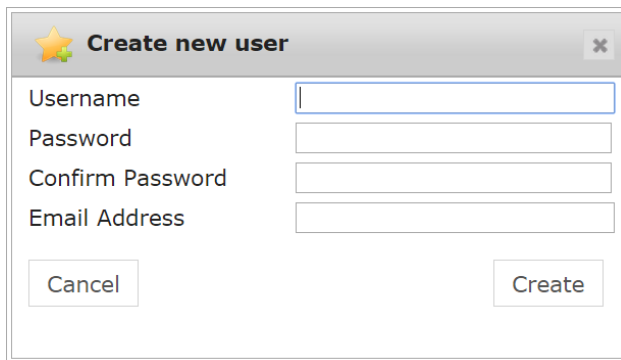 Create new user
Username
Password
Confirm Password
Email Address
Cancel Create